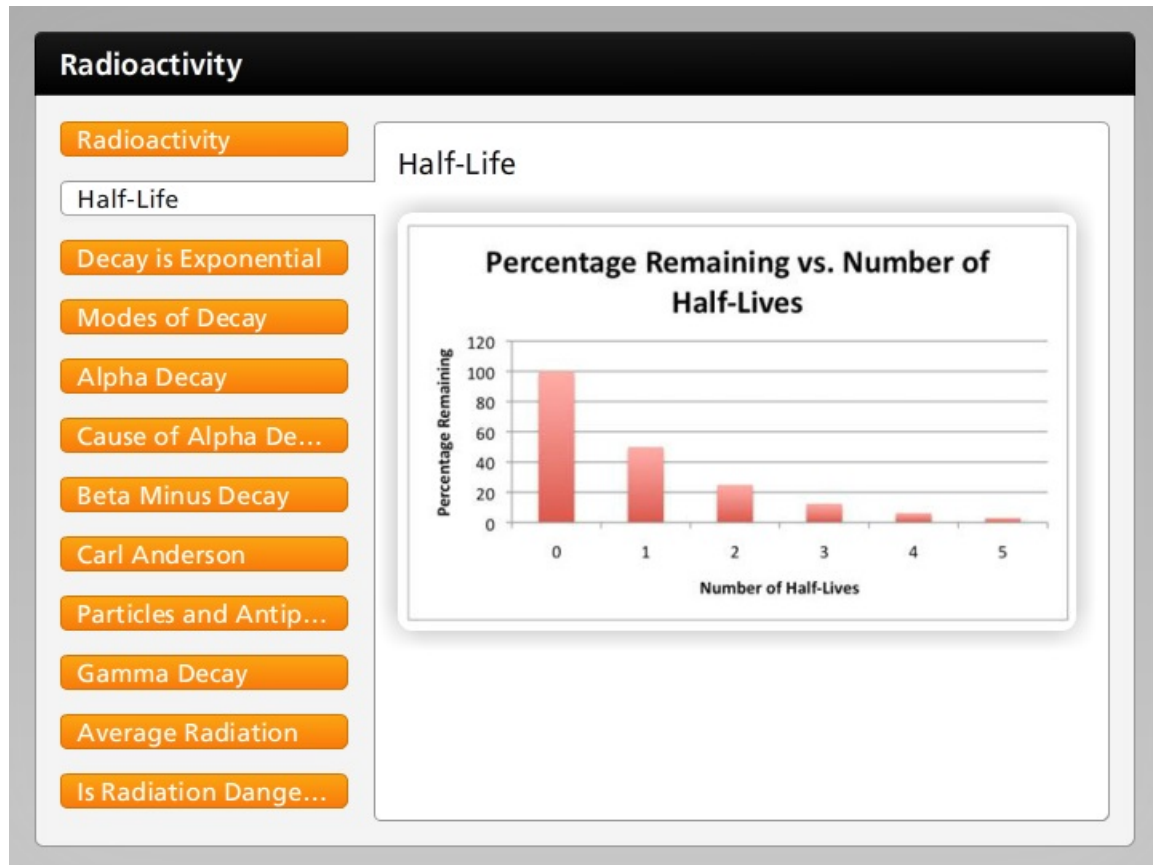 Radioactivity
Radioactivity
Half-Life
Decay is Exponential
Modes of Decay
Alpha Decay
Cause of Alpha De...
Beta Minus Decay
Carl Anderson
Particles and Antip...
Gamma Decay
Average Radiation
Is Radiation Dange...
Half-Life
Percentage Remaining vs. Number of
Half-Lives
Percentage Remaining
120
100
80
60
40
20
0
0 1 2 3 4 5
Number of Half-Lives